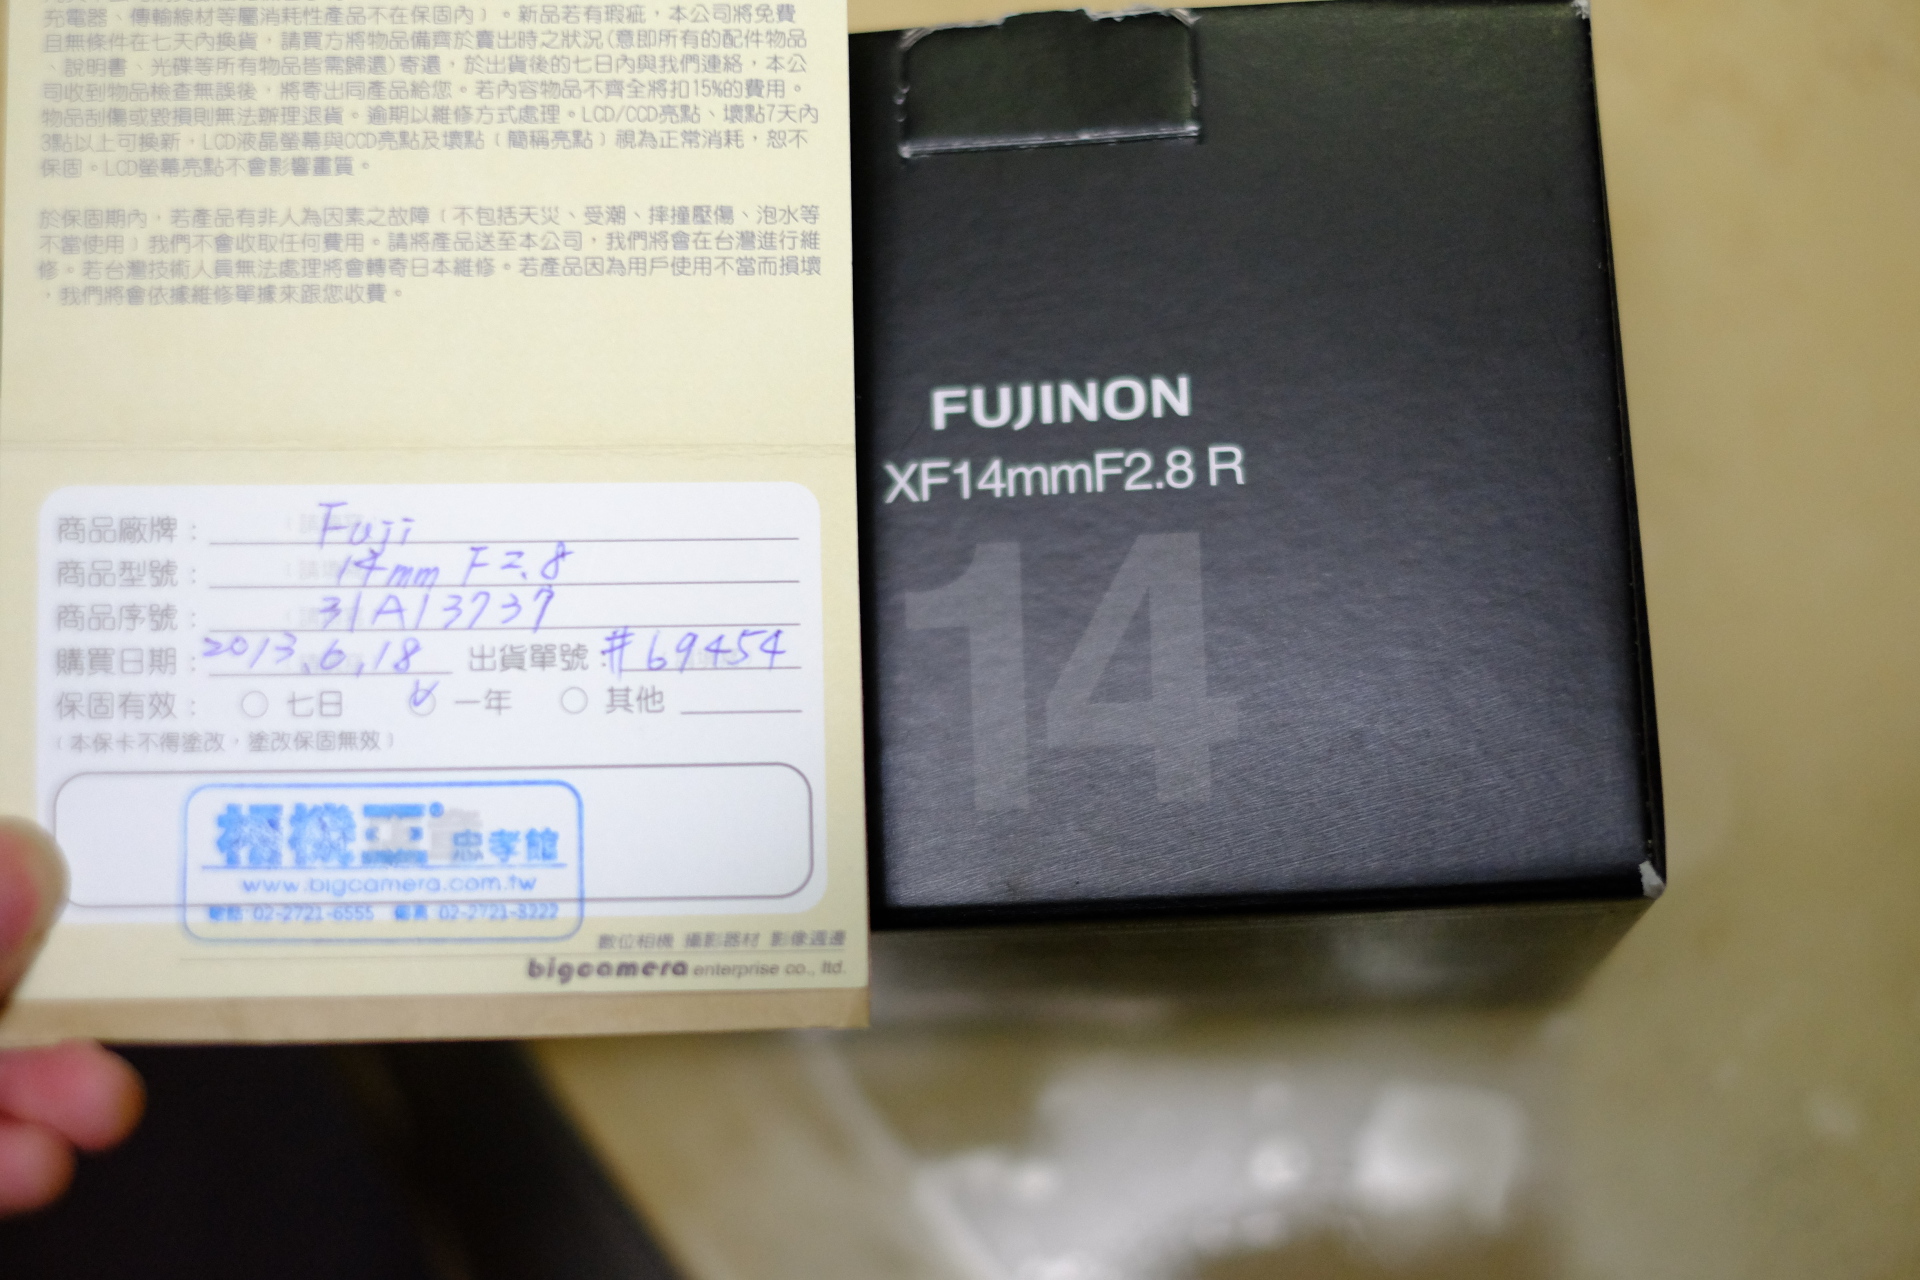 充電器、傳輸線材等屬消耗性產品不在保固內）。新品若有瑕疵，本公司將免費
且無條件在七天內換貨，請買方將物品備齊於賣出時之狀況（意即所有的配件物品
、說明書、光碟等所有物品皆需歸還）寄還，於出貨後的七日內與我們連絡，本公
司收到物品檢查無誤後，將寄出同產品給您。若內容物品不齊全將扣15%的費用。
物品刮傷或毀損則無法辦理退貨。逾期以維修方式處理。LCD/CCD亮點、壞點7天內
3點以上可換新，LCD液晶螢幕與CCD亮點及壞點（簡稱亮點）視為正常消耗，恕不
保固。LCD螢幕亮點不會影響畫質。
於保固期內，若產品有非人為因素之故障（不包括天災、受潮、摔撞壓傷、泡水等
不當使用）我們不會收取任何費用。請將產品送至本公司，我們將會在台灣進行維
修。若台灣技術人員無法處理將會轉寄日本維修。若產品因為用戶使用不當而損壞
，我們將會依據維修單據來跟您收費。
商品廠牌：Fuji
商品型號：14mm F2.8
商品序號：31A13737
購買日期：2013.6.18 出貨單號：#69454
保固有效：○ 七日 ○ 一年 ○ 其他
（本保卡不得塗改，塗改保固無效）
相機王® 忠孝館
www.bigcamera.com.tw
電話 02-2721-6555 傳真 02-2721-3222
數位相機 攝影器材 影像週邊
bigcamera enterprise co., ltd.
FUJINON
XF14mmF2.8 R
14